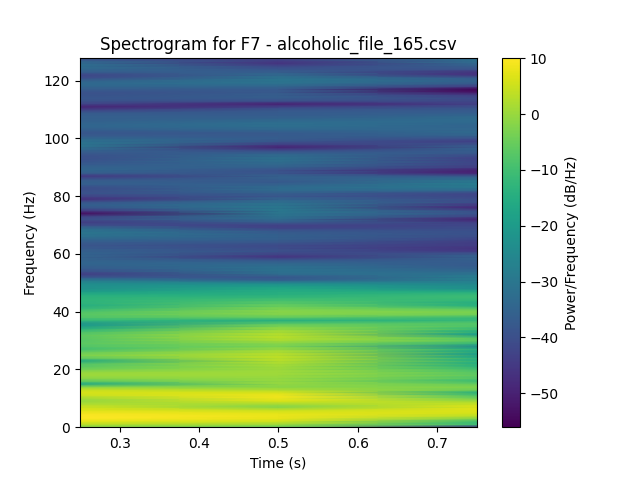 Spectrogram for F7 - alcoholic_file_165.csv
120
100
80
60
40
20
0
Frequency (Hz)
0.3 0.4 0.5 0.6 0.7
Time (s)
10
0
−10
−20
−30
−40
−50
Power/Frequency (dB/Hz)